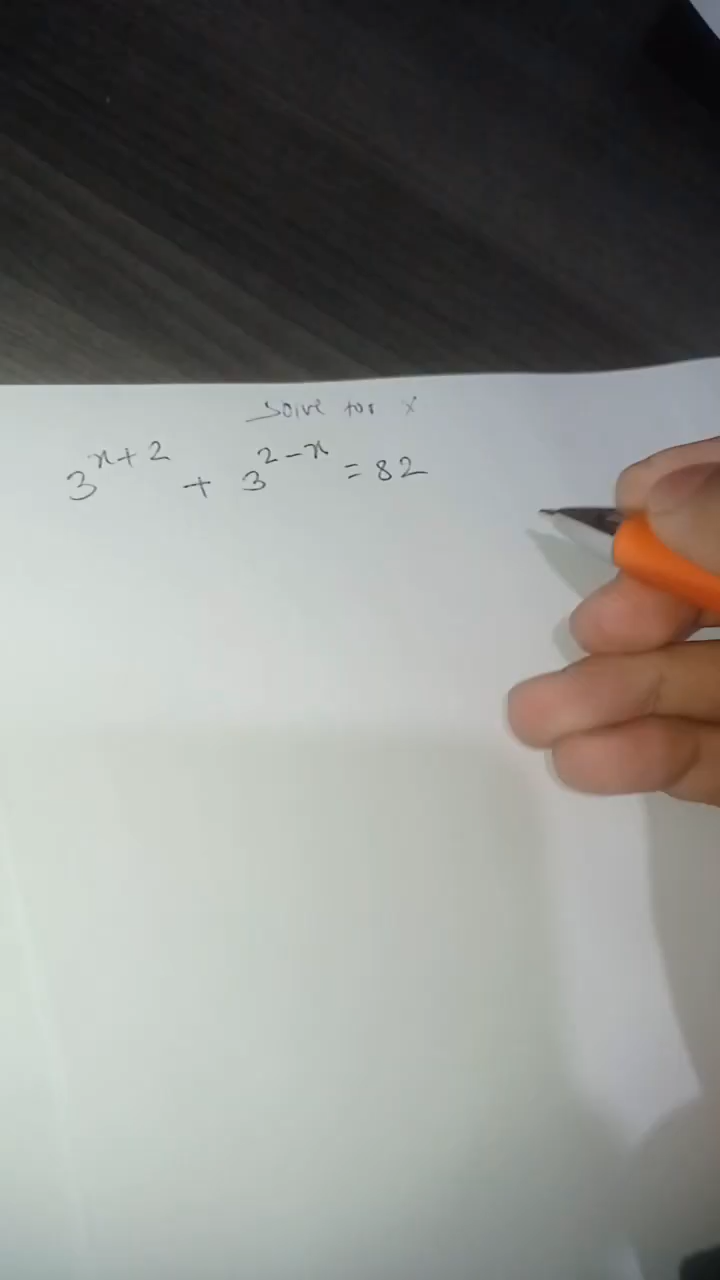 Solve for x
3^{x+2} + 3^{2-x} = 82